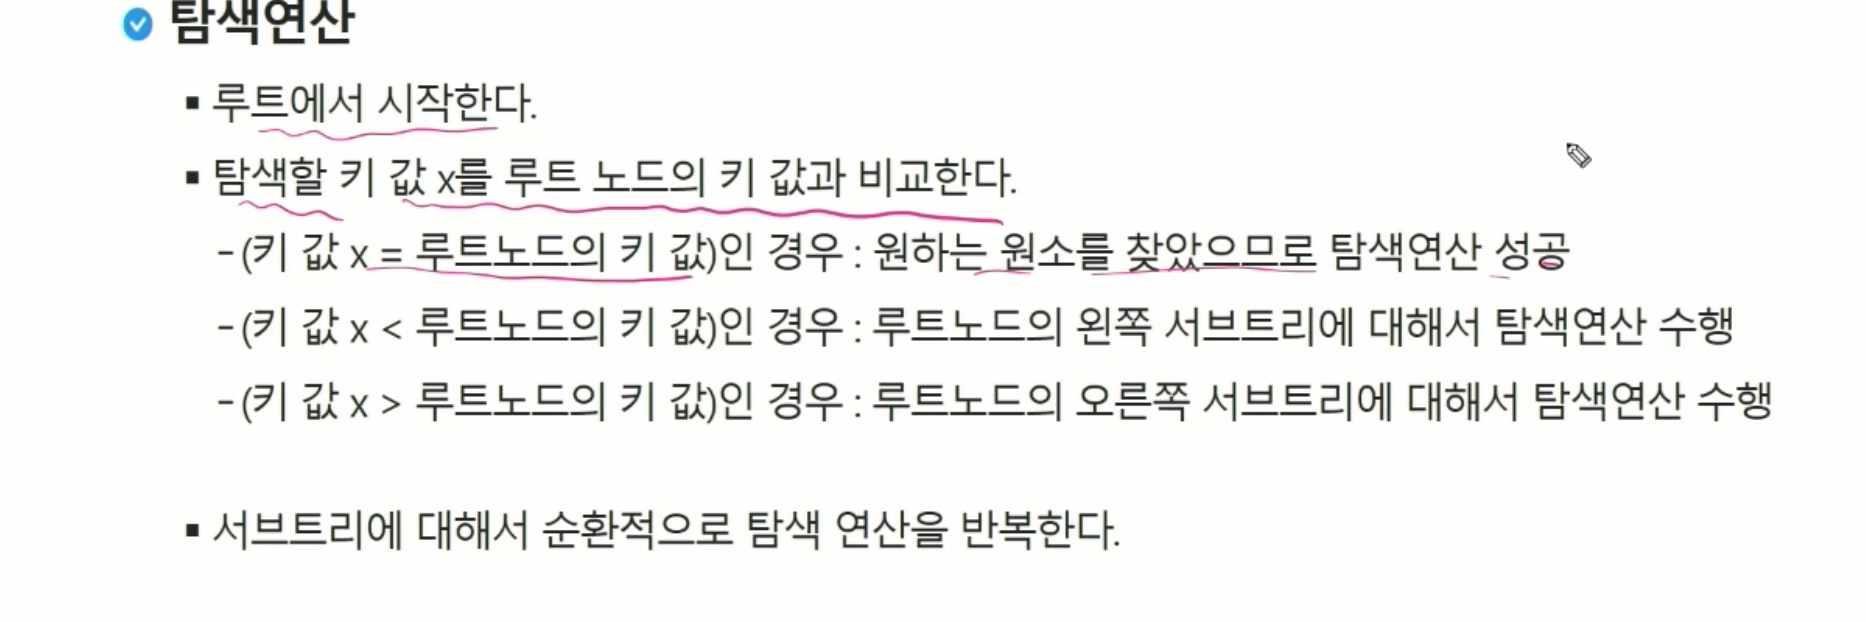 탐색연산
▪ 루트에서 시작한다.
▪ 탐색할 키 값 x를 루트 노드의 키 값과 비교한다.
-(키 값 x = 루트노드의 키 값)인 경우 : 원하는 원소를 찾았으므로 탐색연산 성공
-(키 값 x < 루트노드의 키 값)인 경우 : 루트노드의 왼쪽 서브트리에 대해서 탐색연산 수행
-(키 값 x > 루트노드의 키 값)인 경우 : 루트노드의 오른쪽 서브트리에 대해서 탐색연산 수행
▪ 서브트리에 대해서 순환적으로 탐색 연산을 반복한다.